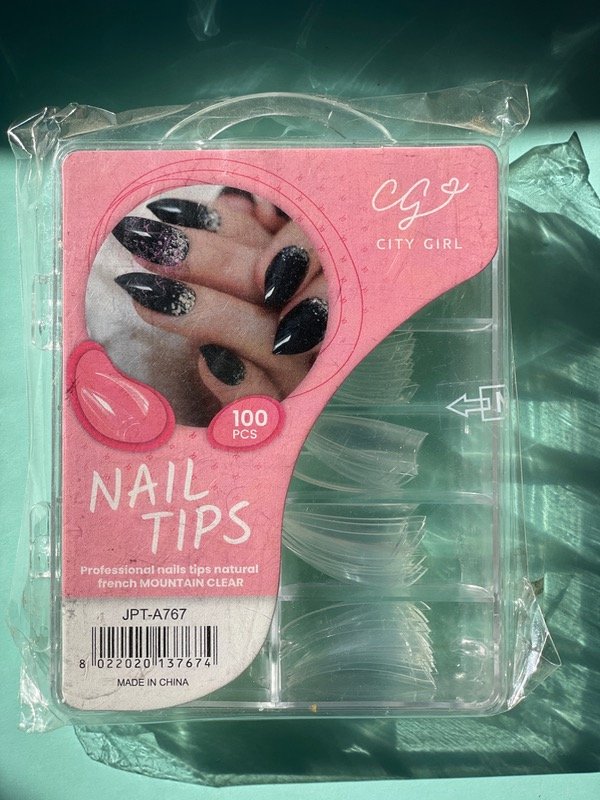 CG
CITY GIRL
100
PCS
NAIL
TIPS
Professional nails tips natural
french MOUNTAIN CLEAR
JPT-A767
8 022020 137674
MADE IN CHINA